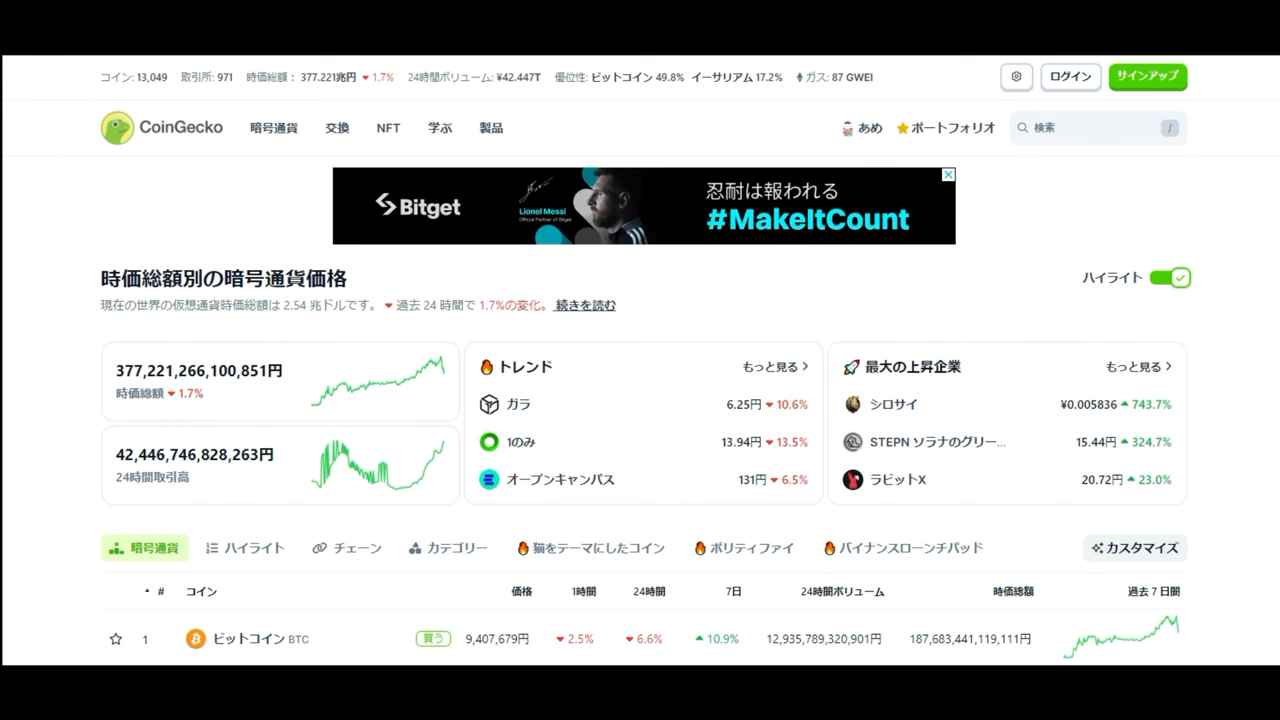 コイン: 13,049 取引所: 971 時価総額: 377.221兆円 1.7% 24時間ボリューム: ¥42.447T 優位性: ビットコイン 49.8% イーサリアム 17.2% ガス: 87 GWEI ログイン サインアップ
CoinGecko 暗号通貨 交換 NFT 学ぶ 製品 あめ ポートフォリオ 検索 /
Bitget Lionel Messi Official Partner of Bitget 忍耐は報われる
#MakeItCount
時価総額別の暗号通貨価格 ハイライト
現在の世界の仮想通貨時価総額は 2.54 兆ドルです。 過去 24 時間で 1.7%の変化。 続きを読む
377,221,266,100,851円
時価総額 1.7%
42,446,746,828,263円
24時間取引高
トレンド もっと見る
ガラ 6.25円 10.6%
1のみ 13.94円 13.5%
オープンキャンパス 131円 6.5%
最大の上昇企業 もっと見る
シロサイ ¥0.005836 743.7%
STEPN ソラナのグリー... 15.44円 324.7%
ラビットX 20.72円 23.0%
暗号通貨 ハイライト チェーン カテゴリー 猫をテーマにしたコイン ポリティファイ バイナンスローンチパッド カスタマイズ
# コイン 価格 1時間 24時間 7日 24時間ボリューム 時価総額 過去 7 日間
1 ビットコイン BTC 買う 9,407,679円 2.5% 6.6% 10.9% 12,935,789,320,901円 187,683,441,119,111円